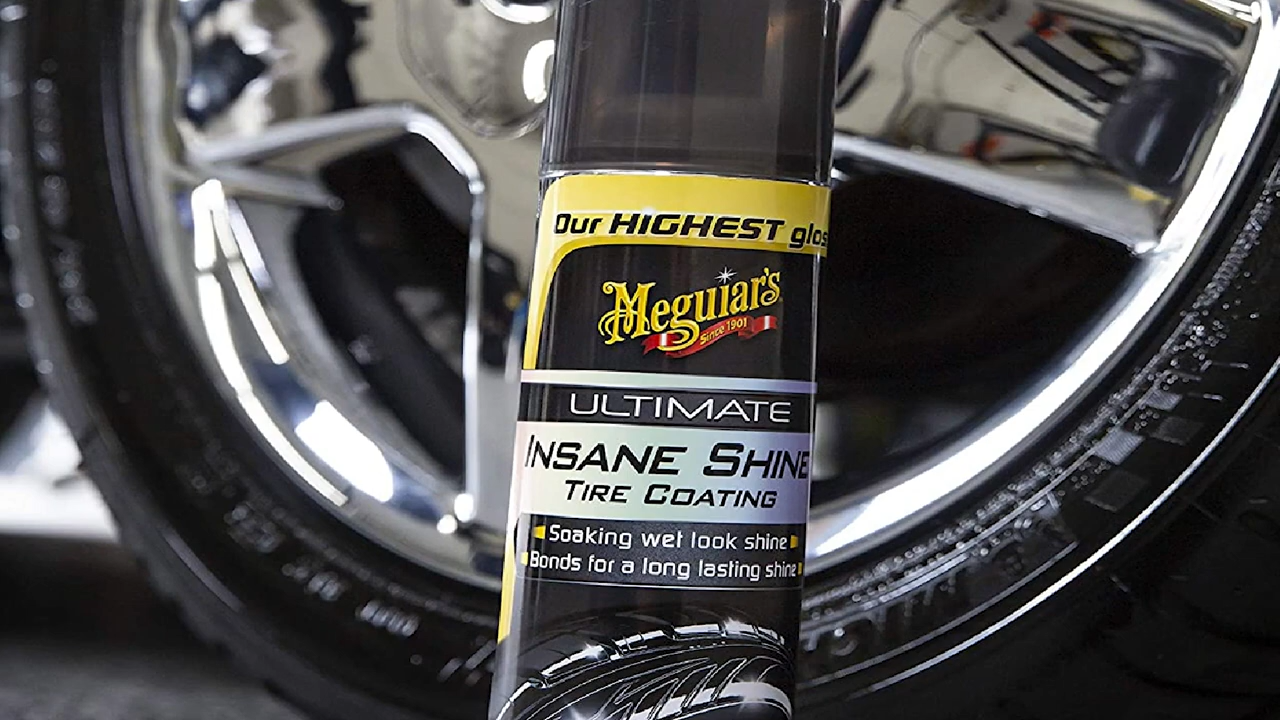 Our HIGHEST glos
Meguiar's
Since 1901
ULTIMATE
INSANE SHINE
TIRE COATING
Soaking wet look shine
Bonds for a long lasting shine